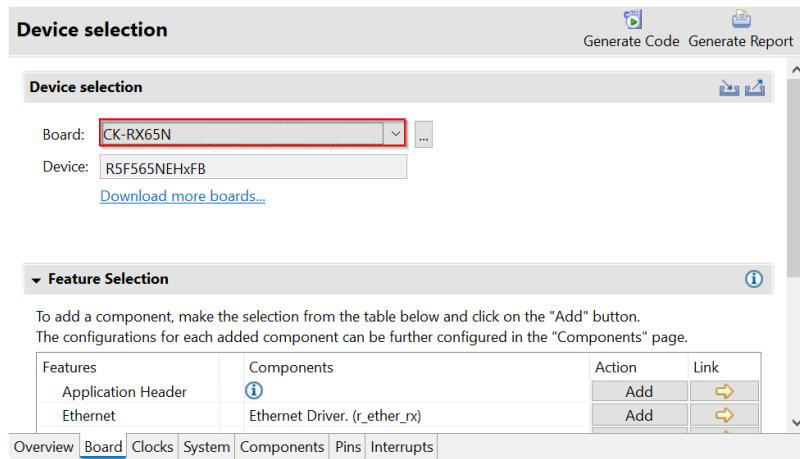 Device selection
Generate Code Generate Report
Device selection
Board: CK-RX65N ...
Device: R5F565NEHxFB
Download more boards...
Feature Selection
To add a component, make the selection from the table below and click on the "Add" button.
The configurations for each added component can be further configured in the "Components" page.
Features Components Action Link
Application Header Add
Ethernet Ethernet Driver. (r_ether_rx) Add
Overview Board Clocks System Components Pins Interrupts